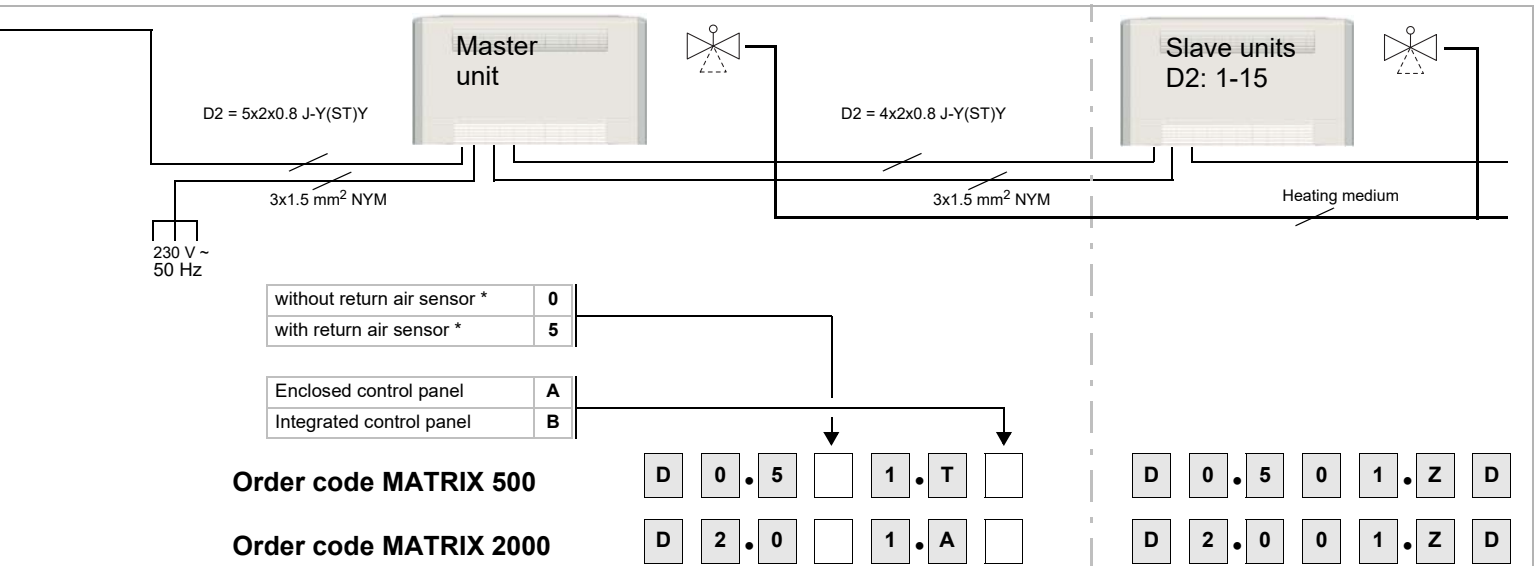 Master
unit
Slave units
D2: 1-15
D2 = 5x2x0.8 J-Y(ST)Y
D2 = 4x2x0.8 J-Y(ST)Y
3x1.5 mm² NYM
3x1.5 mm² NYM
Heating medium
230 V ~
50 Hz
without return air sensor * 0
with return air sensor * 5
Enclosed control panel A
Integrated control panel B
Order code MATRIX 500 D 0 . 5 1 . T D 0 . 5 0 1 . Z D
Order code MATRIX 2000 D 2 . 0 1 . A D 2 . 0 0 1 . Z D